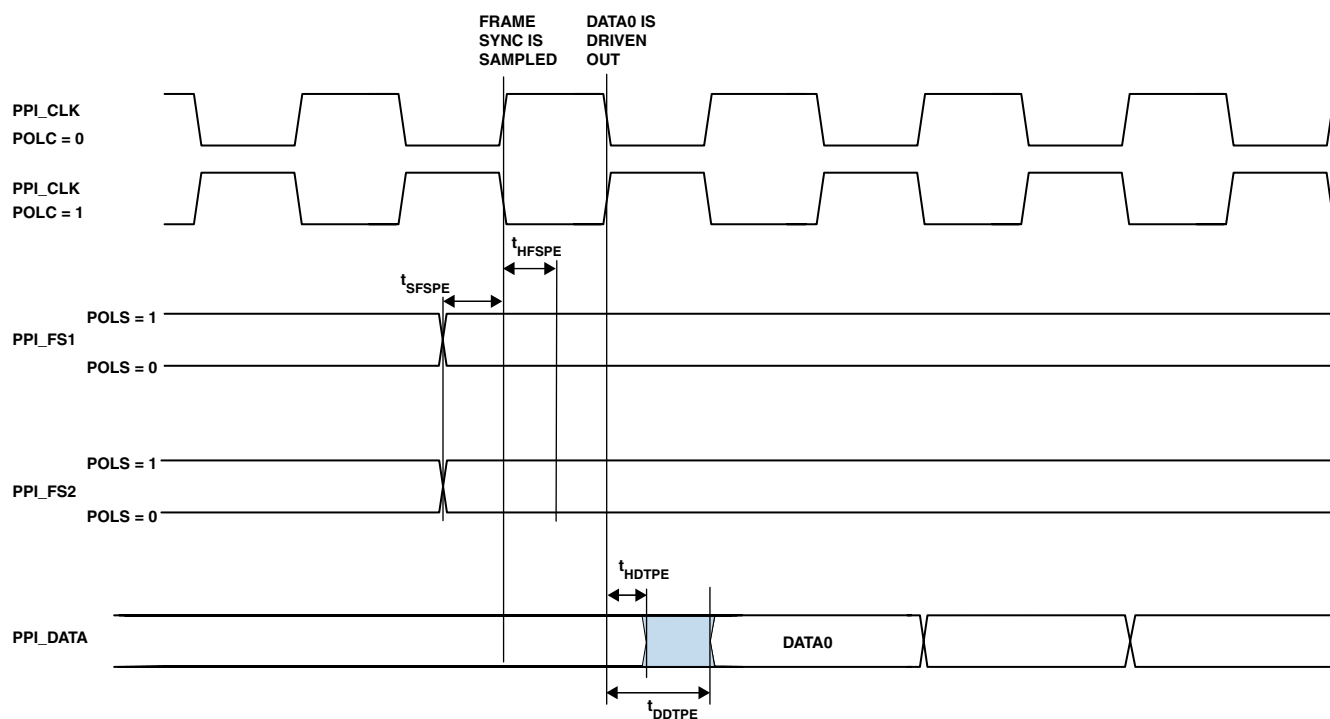 FRAME
SYNC IS
SAMPLED
DATA0 IS
DRIVEN
OUT
PPI_CLK
POLC = 0
PPI_CLK
POLC = 1
tHFSPE
tSFSPE
POLS = 1
PPI_FS1
POLS = 0
POLS = 1
PPI_FS2
POLS = 0
tHDTPE
PPI_DATA
DATA0
tDDTPE